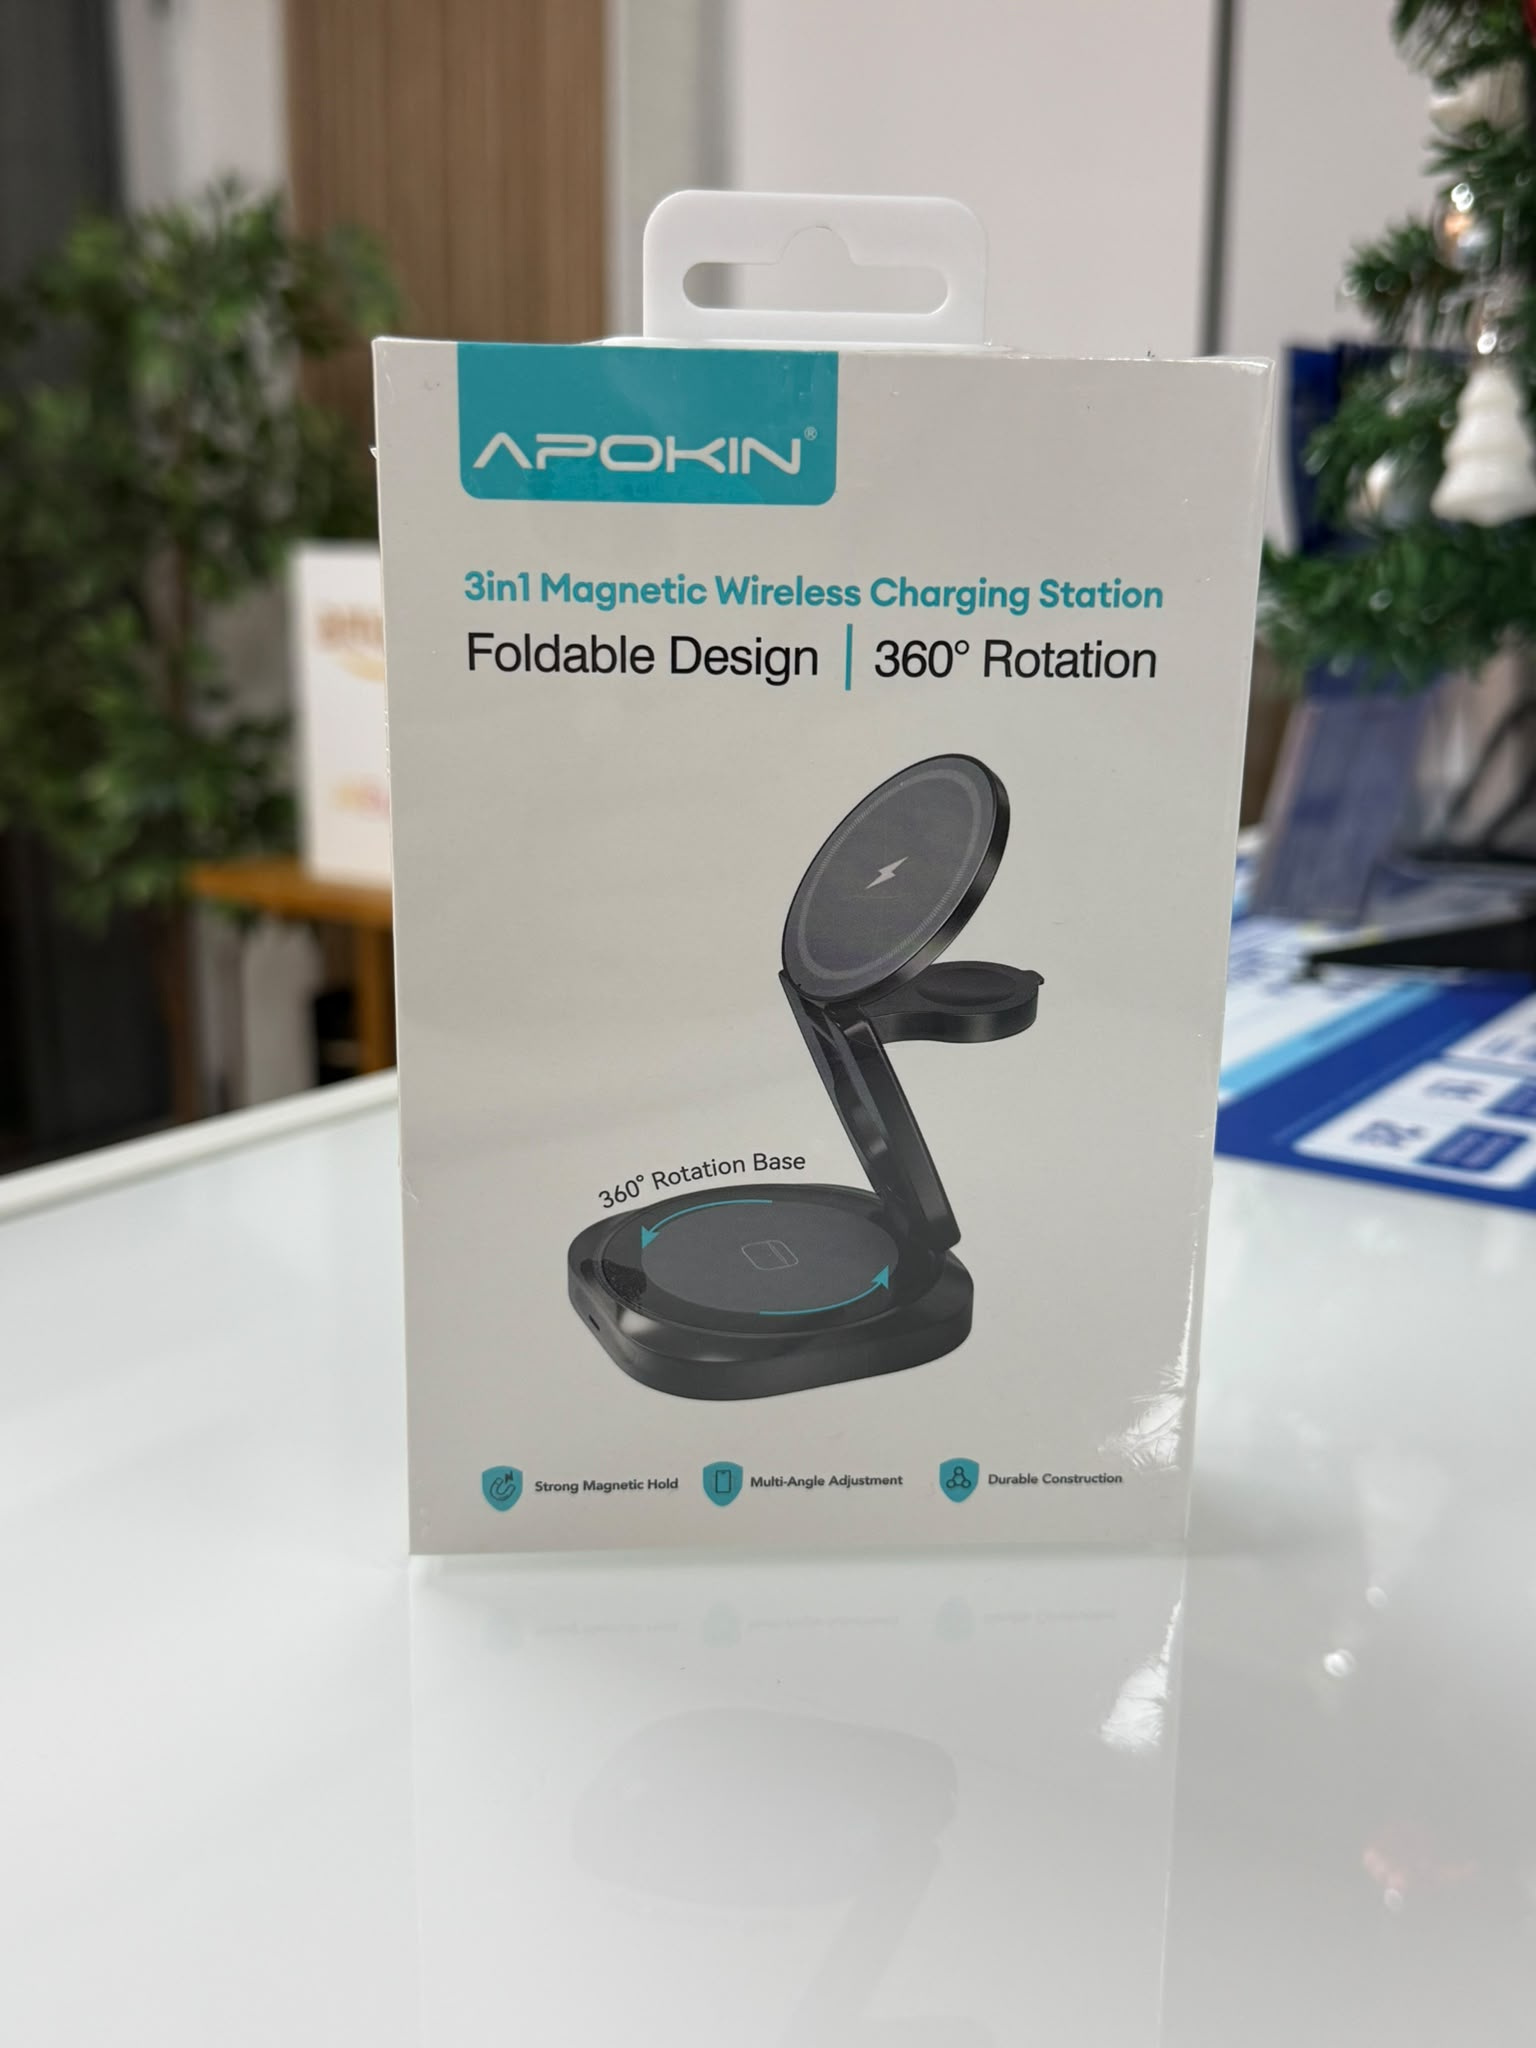 APOKIN®
3in1 Magnetic Wireless Charging Station
Foldable Design | 360° Rotation
360° Rotation Base
Strong Magnetic Hold
Multi-Angle Adjustment
Durable Construction